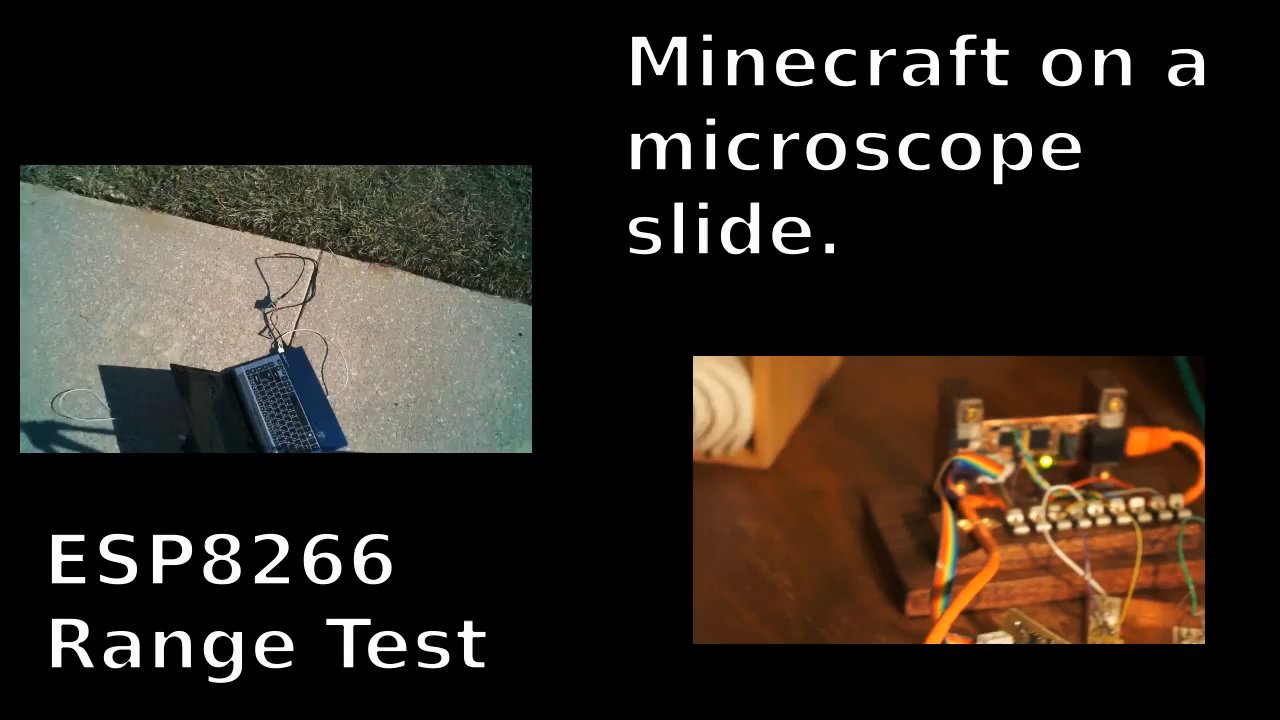 Minecraft on a
microscope
slide.
ESP8266
Range Test